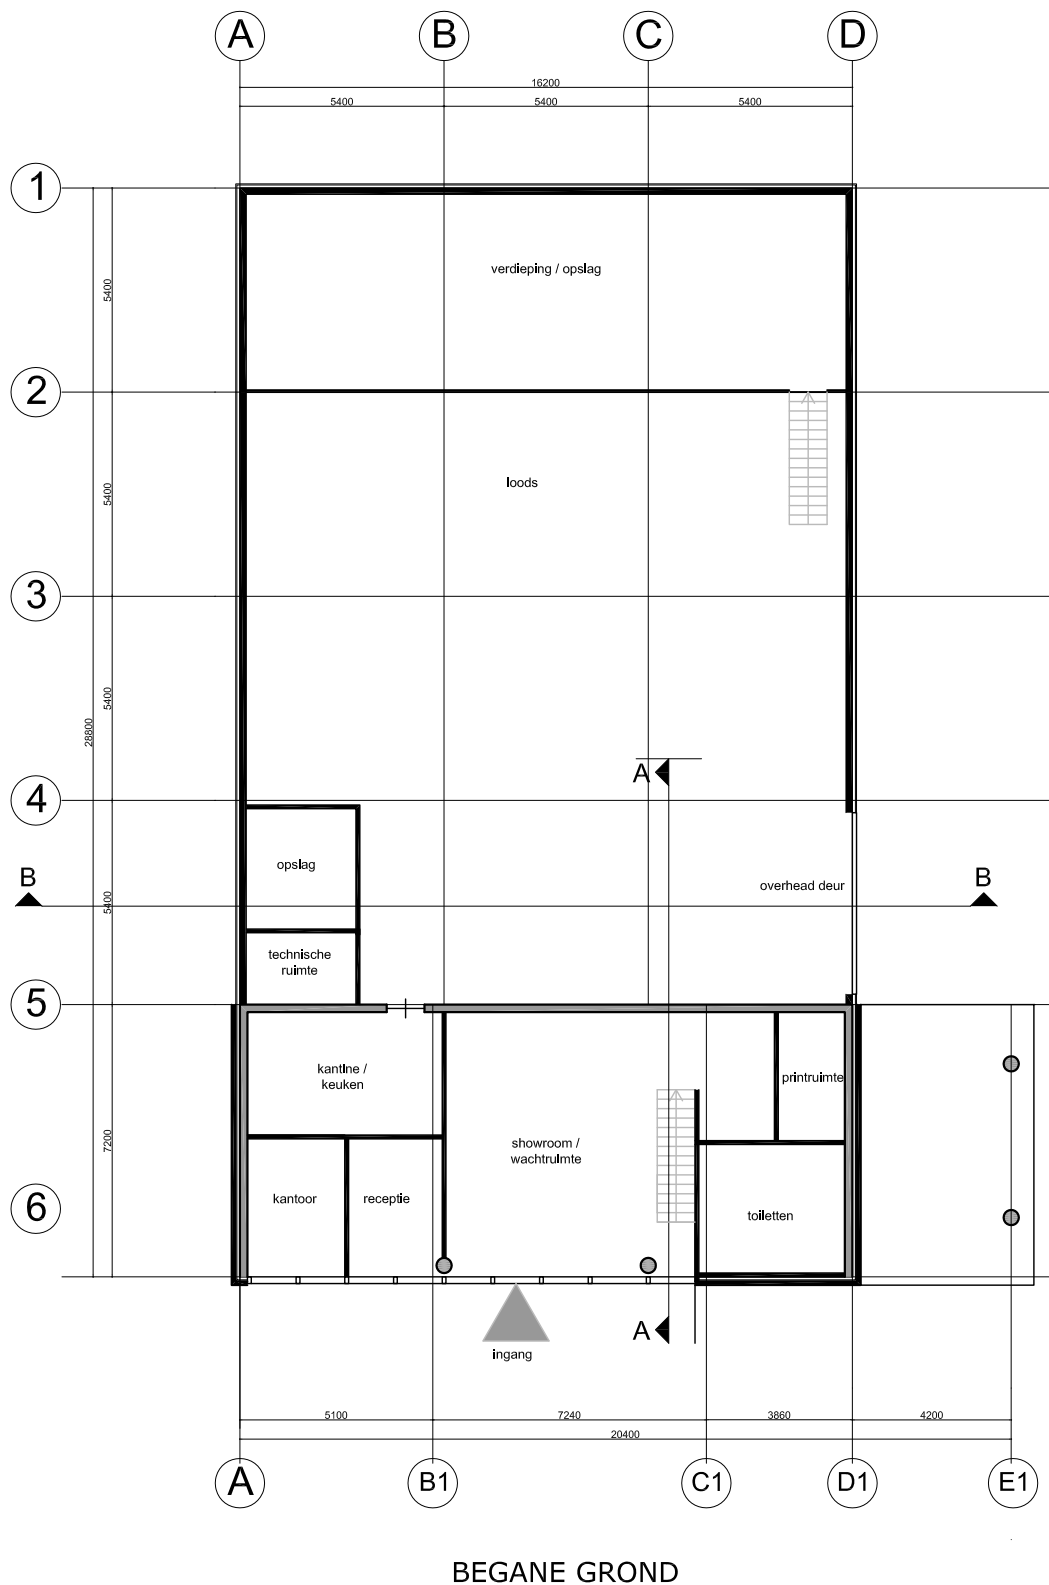 A B C D
16200
5400 5400 5400
1
verdieping / opslag
5400
2
loods
5400
3
5400
28800
A
4
opslag
B
overhead deur
B
5400
technische
ruimte
5
kantine /
keuken
printruimte
7200
showroom /
wachtruimte
6
kantoor
receptie
toiletten
A
ingang
5100 7240 3860 4200
20400
A B1 C1 D1 E1
BEGANE GROND